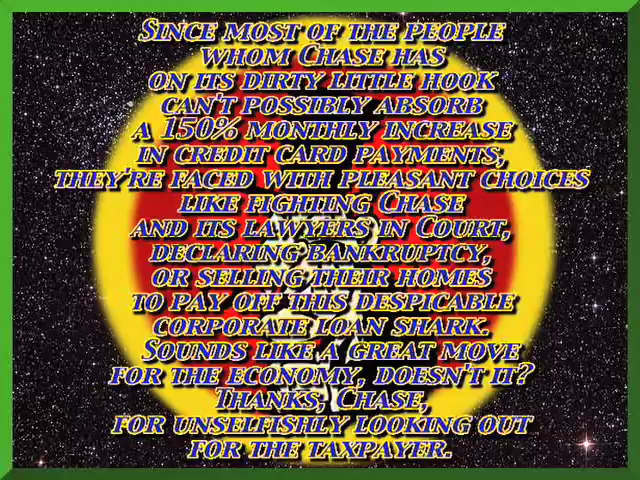 Since most of the people
whom Chase has
on its dirty little hook
can't possibly absorb
a 150% monthly increase
in credit card payments,
they're faced with pleasant choices
like fighting Chase
and its lawyers in Court,
declaring bankruptcy,
or selling their homes
to pay off this despicable
corporate loan shark.
Sounds like a great move
for the economy, doesn't it?
Thanks, Chase,
for unselfishly looking out
for the taxpayer.